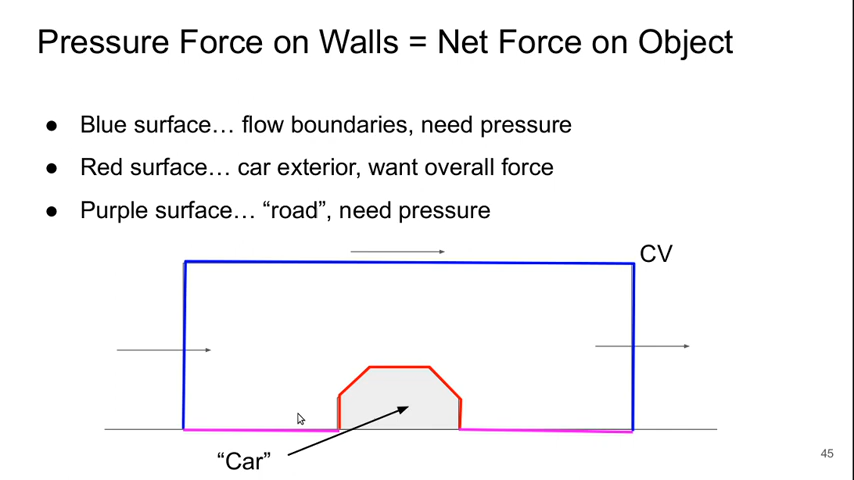 Pressure Force on Walls = Net Force on Object
● Blue surface… flow boundaries, need pressure
● Red surface… car exterior, want overall force
● Purple surface… “road”, need pressure
CV
“Car”
45